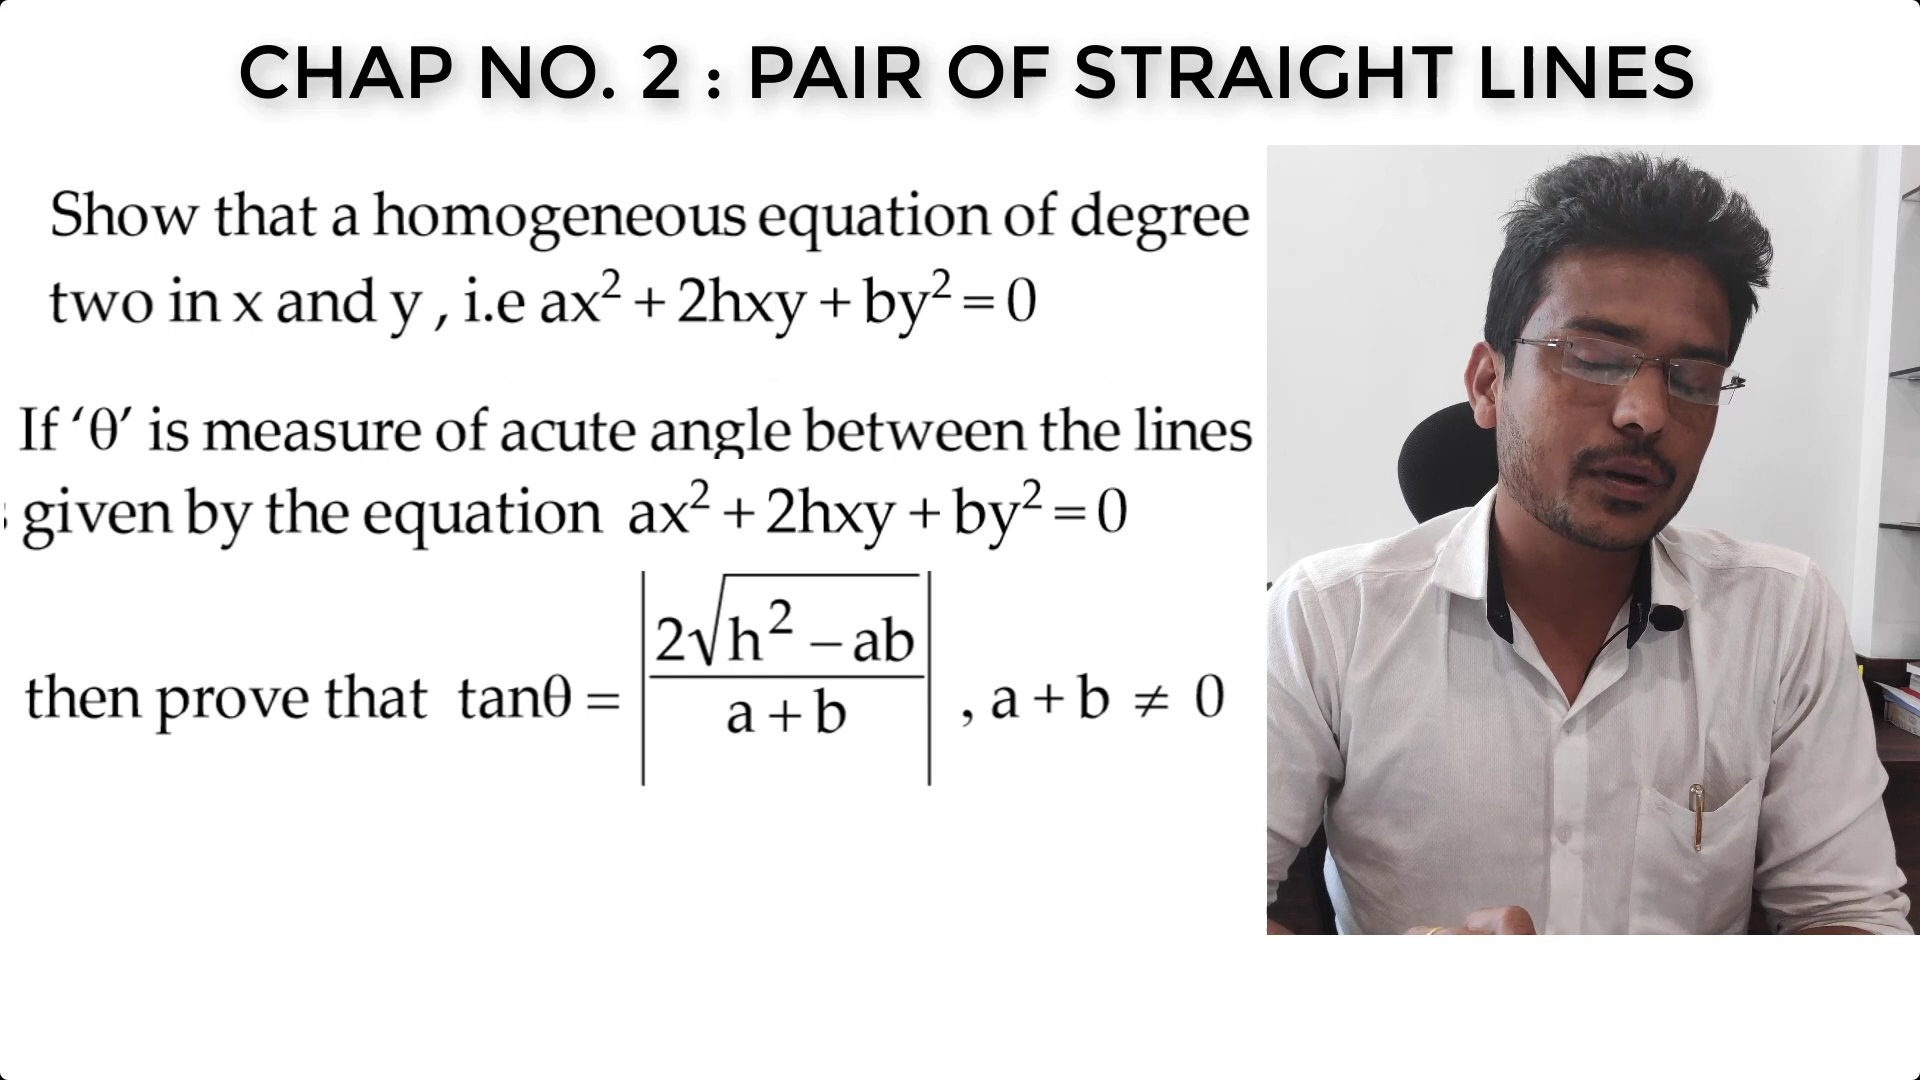 CHAP NO. 2 : PAIR OF STRAIGHT LINES
Show that a homogeneous equation of degree
two in x and y , i.e ax² + 2hxy + by² = 0
If ‘θ’ is measure of acute angle between the lines
given by the equation ax² + 2hxy + by² = 0
then prove that tanθ = | 2√(h² – ab) / (a + b) | , a + b ≠ 0